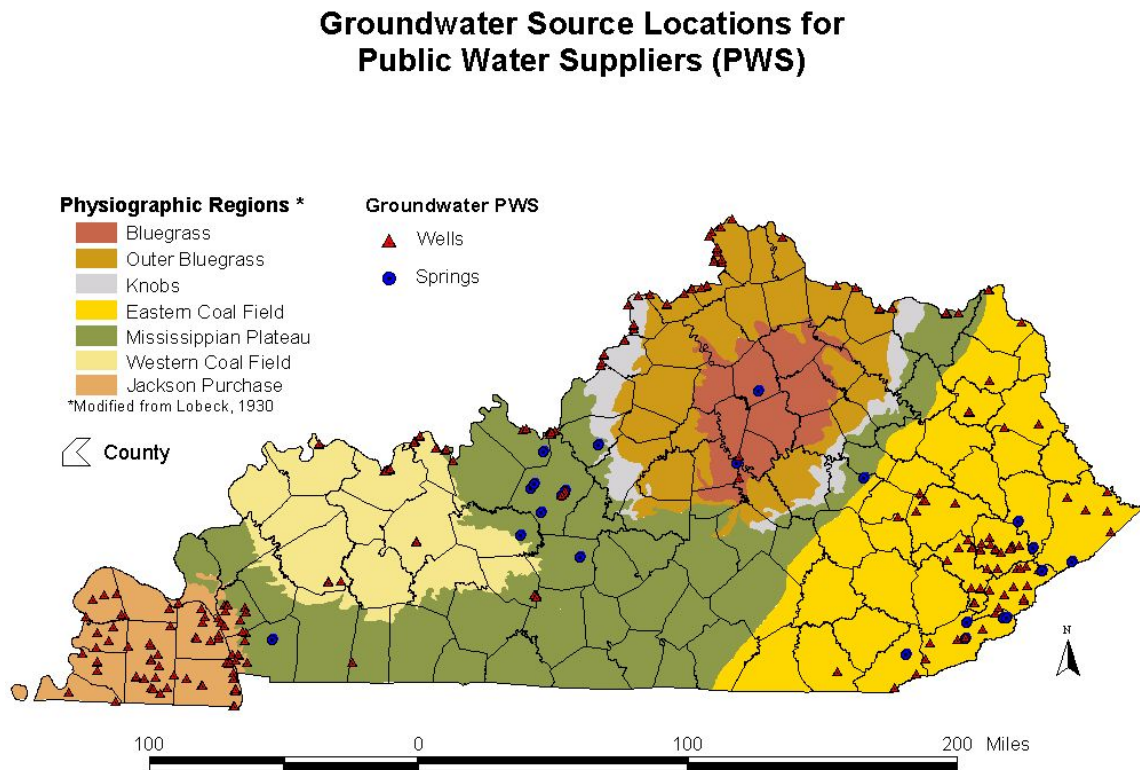 Groundwater Source Locations for
Public Water Suppliers (PWS)
Physiographic Regions *
Bluegrass
Outer Bluegrass
Knobs
Eastern Coal Field
Mississippian Plateau
Western Coal Field
Jackson Purchase
*Modified from Lobeck, 1930
County
Groundwater PWS
Wells
Springs
N
100 0 100 200 Miles